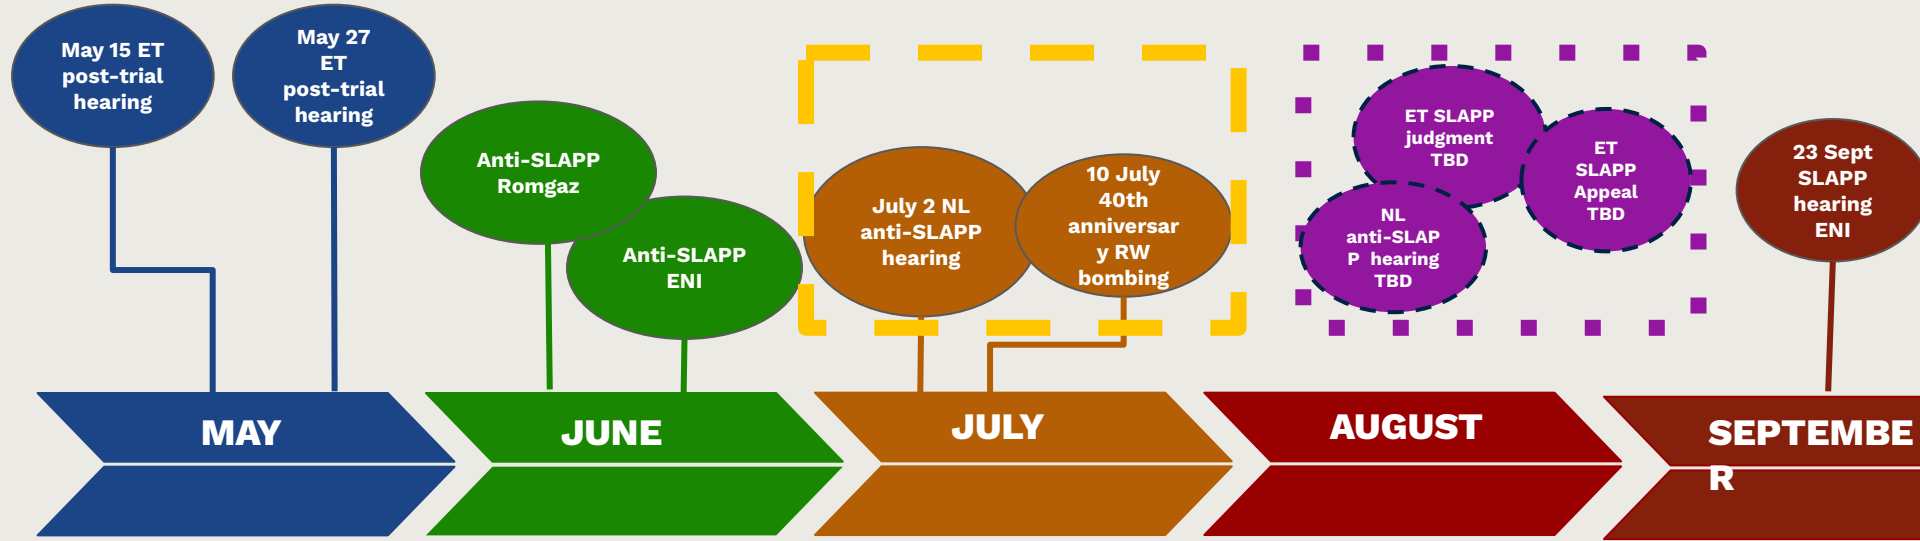 May 15 ET
post-trial
hearing
May 27
ET
post-trial
hearing
Anti-SLAPP
Romgaz
Anti-SLAPP
ENI
July 2 NL
anti-SLAPP
hearing
10 July
40th
anniversar
y RW
bombing
ET SLAPP
judgment
TBD
ET
SLAPP
Appeal
TBD
NL
anti-SLAP
P hearing
TBD
23 Sept
SLAPP
hearing
ENI
MAY
JUNE
JULY
AUGUST
SEPTEMBE
R